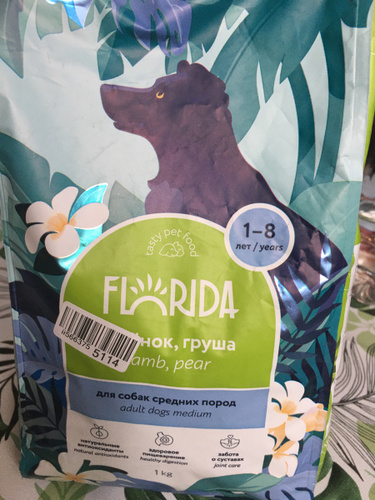 1–8
лет / years
tasty pet food
FLORIDA
нок, груша
amb, pear
5114
для собак средних пород
adult dogs medium
натуральные
антиоксиданты
natural antioxidants
здоровое
пищеварение
healthy digestion
забота
о суставах
joint care
1 kg